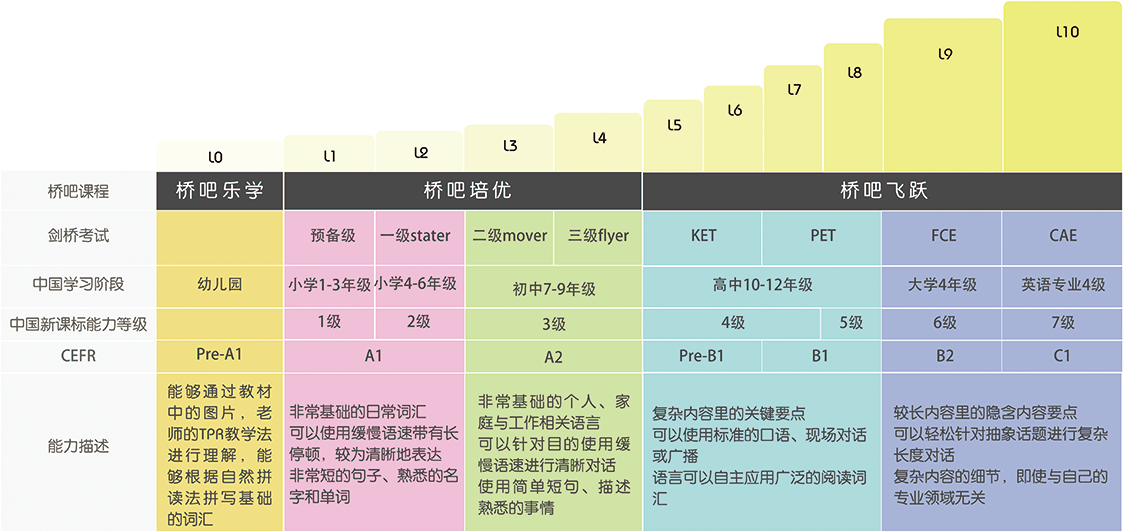 l0
l1
l2
l3
l4
l5
l6
l7
l8
l9
l10
桥吧课程 桥吧乐学 桥吧培优 桥吧飞跃
剑桥考试 预备级 一级stater 二级mover 三级flyer KET PET FCE CAE
中国学习阶段 幼儿园 小学1-3年级 小学4-6年级 初中7-9年级 高中10-12年级 大学4年级 英语专业4级
中国新课标能力等级 1级 2级 3级 4级 5级 6级 7级
CEFR Pre-A1 A1 A2 Pre-B1 B1 B2 C1
能力描述
能够通过教材
中的图片，老
师的TPR教学法
进行理解，能
够根据自然拼
读法拼写基础
的词汇
非常基础的日常词汇
可以使用缓慢语速带有长
停顿，较为清晰地表达
非常短的句子、熟悉的名
字和单词
非常基础的个人、家
庭与工作相关语言
可以针对目的使用缓
慢语速进行清晰对话
使用简单短句、描述
熟悉的事情
复杂内容里的关键要点
可以使用标准的口语、现场对话
或广播
语言可以自主应用广泛的阅读词
汇
较长内容里的隐含内容要点
可以轻松针对抽象话题进行复杂
长度对话
复杂内容的细节，即使与自己的
专业领域无关